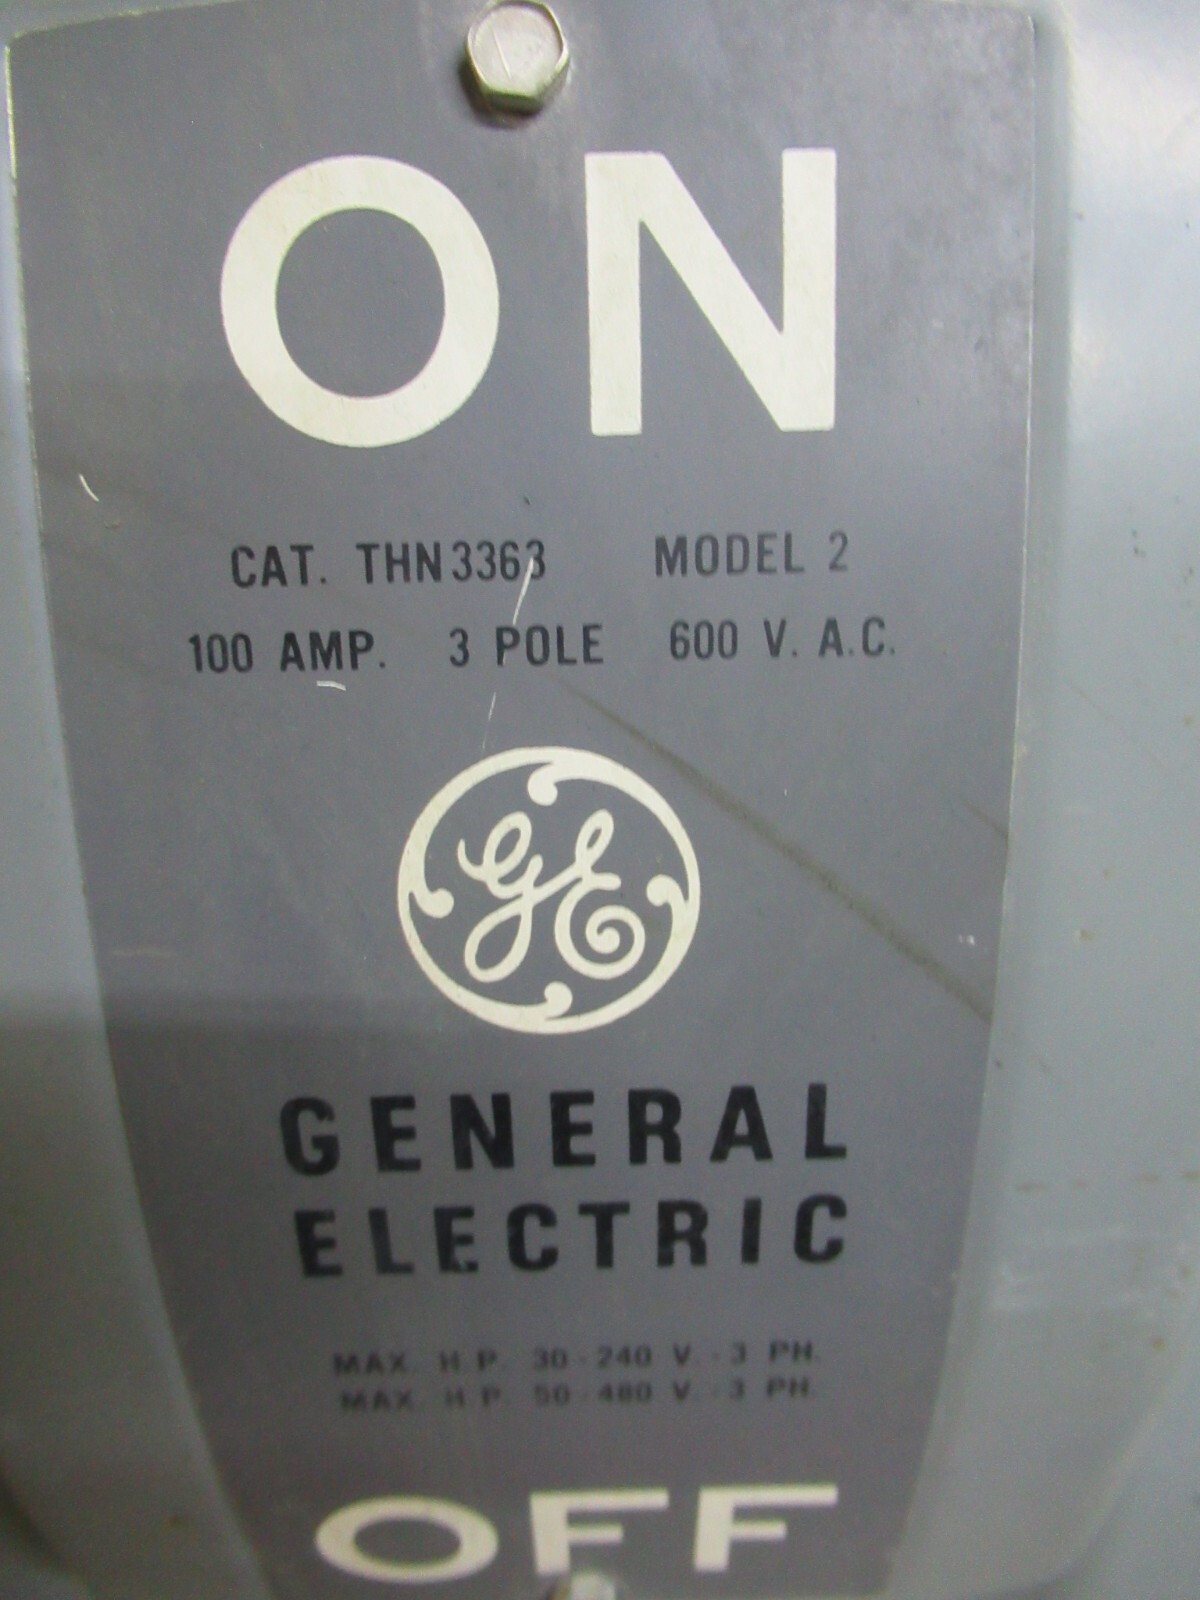 ON
CAT. THN3363 MODEL 2
100 AMP. 3 POLE 600 V. A.C.
GE
GENERAL
ELECTRIC
MAX. H.P. 30-240 V.-3 PH.
MAX. H.P. 50-480 V.-3 PH.
OFF